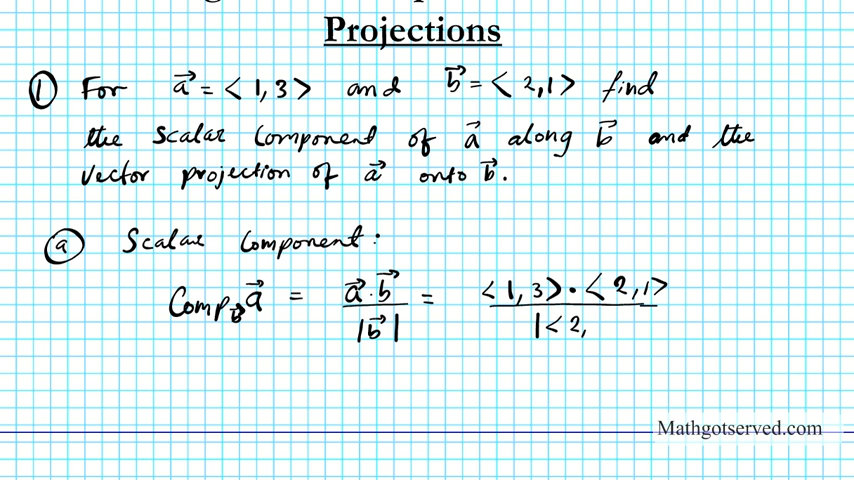 Projections
① For a⃗ = < 1, 3 > and b⃗ = < 2, 1 > find
the scalar component of a⃗ along b⃗ and the
vector projection of a⃗ onto b⃗.
ⓐ Scalar component:
Comp_b⃗ a⃗ = a⃗ · b⃗ / |b⃗| = < 1, 3 > · < 2, 1 > / |< 2,
Mathgotserved.com